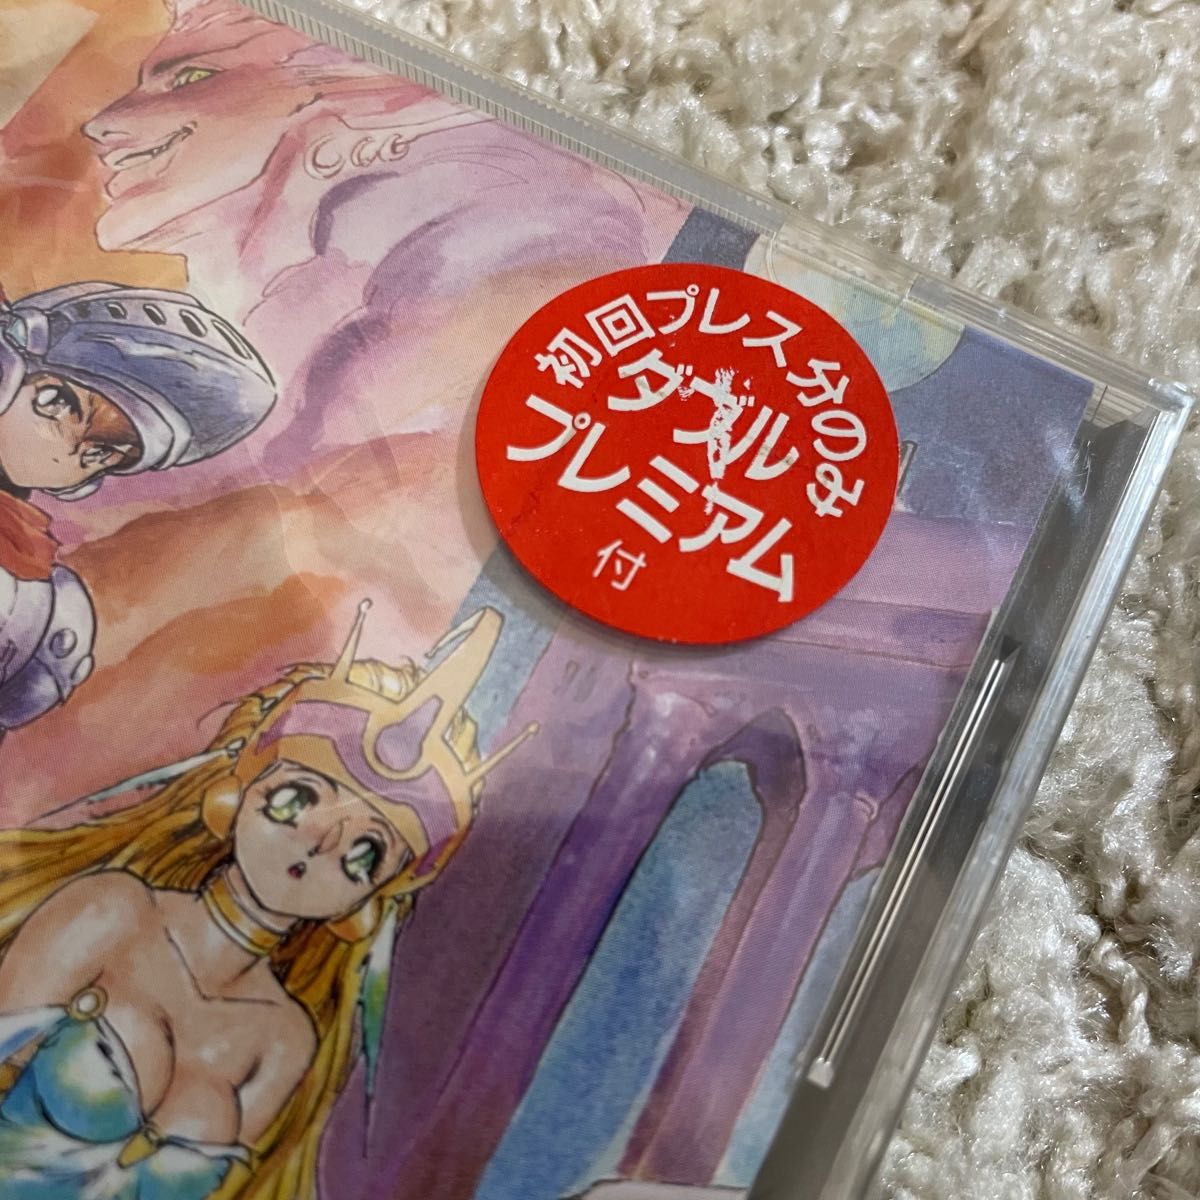 初回プレス分のみ
ダブル
プレミアム
付